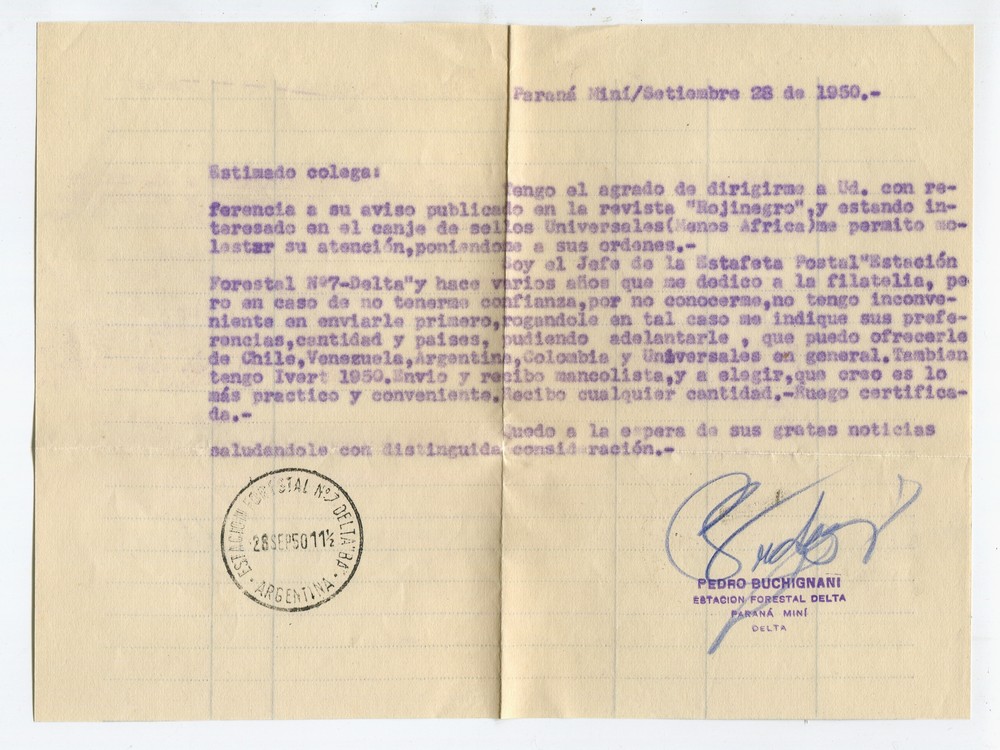 Paraná Miní/Setiembre 28 de 1950.-
Estimado colega:
Tengo el agrado de dirigirme a Ud. con re-
ferencia a su aviso publicado en la revista "Rojinegro",y estando in-
teresado en el canje de sellos Universales(Menos Africa)me permito mo-
lestar su atención,poniendome a sus ordenes.-
Soy el Jefe de la Estafeta Postal"Estación
Forestal Nº7-Delta"y hace varios años que me dedico a la filatelia, pe-
ro en caso de no tenerme confianza,por no conocerme,no tengo inconve-
niente en enviarle primero,rogandole en tal caso me indique sus prefe-
rencias,cantidad y paises, pudiendo adelantarle , que puedo ofrecerle
de Chile,Venezuela,Argentina,Colombia y Universales en general.Tambien
tengo Ivert 1950.Envio y recibo mancolista,y a elegir,que creo es lo
más practico y conveniente.Recibo cualquier cantidad.-Ruego certifica-
da.-
Quedo a la espera de sus gratas noticias
saludandole con distinguida consideración.-
ESTACION FORESTAL Nº7 DELTA"BA"
28SEP50 11½
ARGENTINA
PEDRO BUCHIGNANI
ESTACION FORESTAL DELTA
PARANÁ MINÍ
DELTA